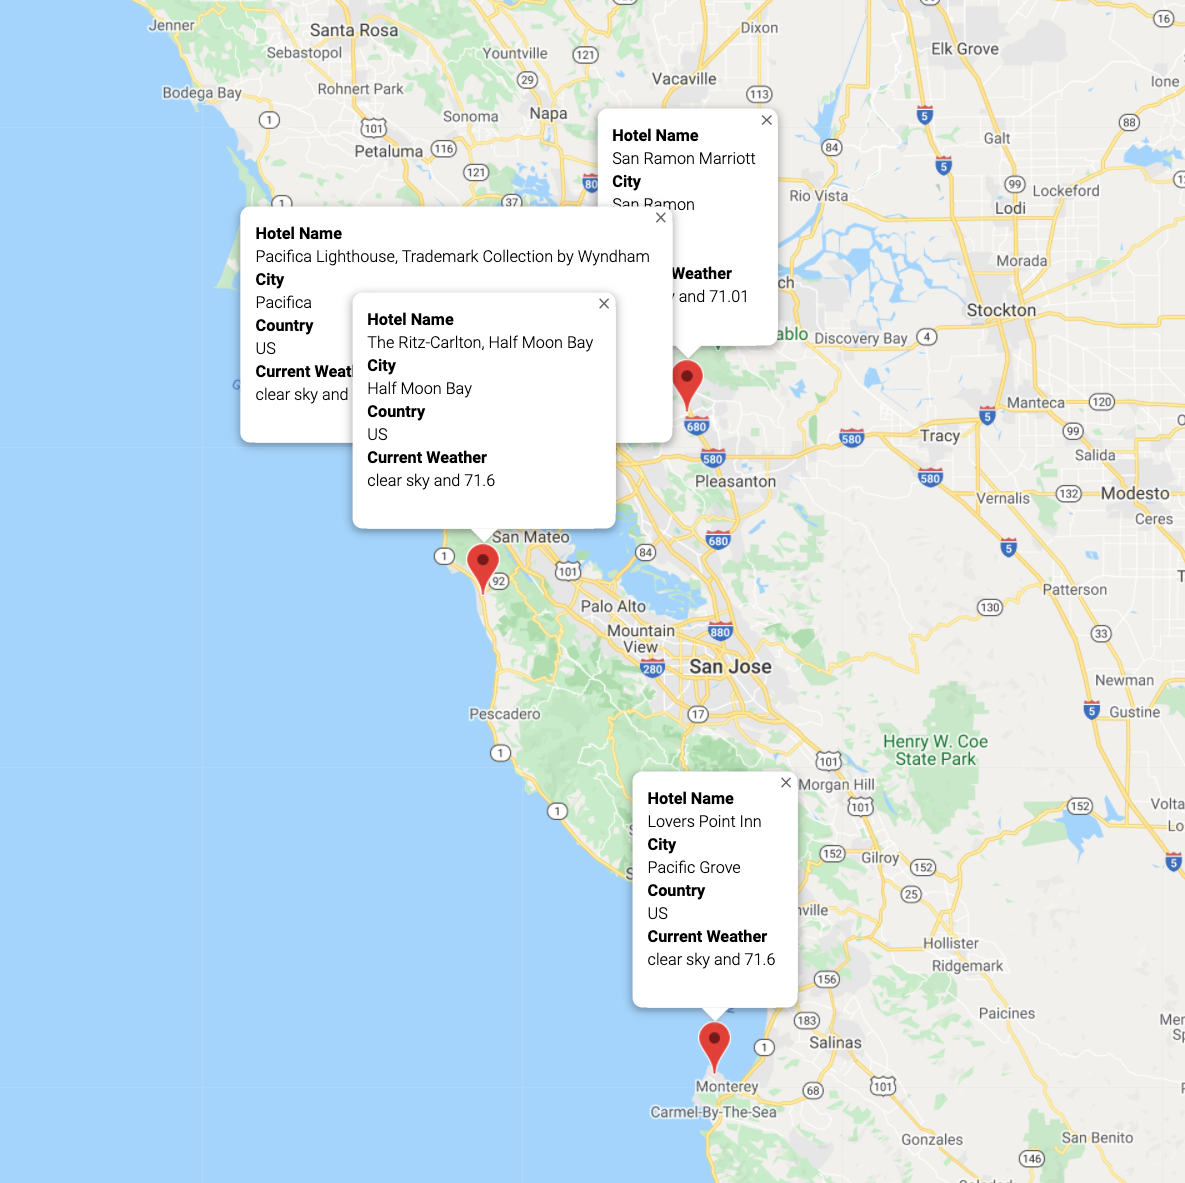 Jenner
Santa Rosa
Dixon
16
Elk Grove
Sebastopol
Yountville
121
Vacaville
Ione
29
Bodega Bay
Rohnert Park
113
5
Sonoma
Napa
1
101
88
Petaluma
116
84
Galt
5
121
80
99
Lockeford
Rio Vista
1
37
Lodi
Hotel Name
San Ramon Marriott
City
San Ramon
Weather
and 71.01
Hotel Name
Pacifica Lighthouse, Trademark Collection by Wyndham
City
Pacifica
Country
US
Current
clear sky and
Hotel Name
The Ritz-Carlton, Half Moon Bay
City
Half Moon Bay
Country
US
Current Weather
clear sky and 71.6
Morada
Stockton
Discovery Bay
4
Manteca
120
5
99
680
580
Tracy
580
Salida
Pleasanton
580
132
Modesto
Vernalis
Ceres
San Mateo
680
5
1
84
101
92
Patterson
Palo Alto
130
Mountain
View
880
33
280
San Jose
Newman
Pescadero
17
5
Gustine
Henry W. Coe
State Park
1
101
Morgan Hill
101
152
1
Hotel Name
Lovers Point Inn
City
Pacific Grove
Country
US
Current Weather
clear sky and 71.6
152
Gilroy
152
5
25
Hollister
Ridgemark
156
Paicines
183
Salinas
1
Monterey
68
101
Carmel-By-The-Sea
Gonzales
San Benito
146